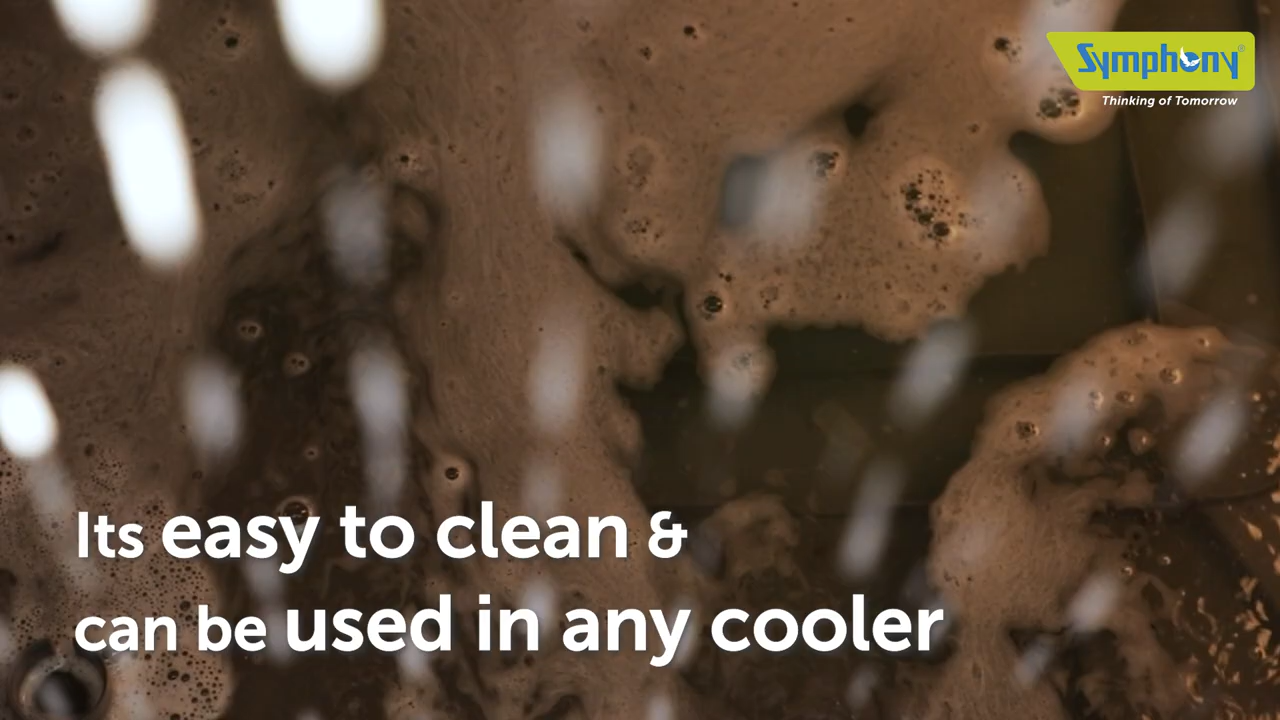 Symphony®
Thinking of Tomorrow
Its easy to clean &
can be used in any cooler